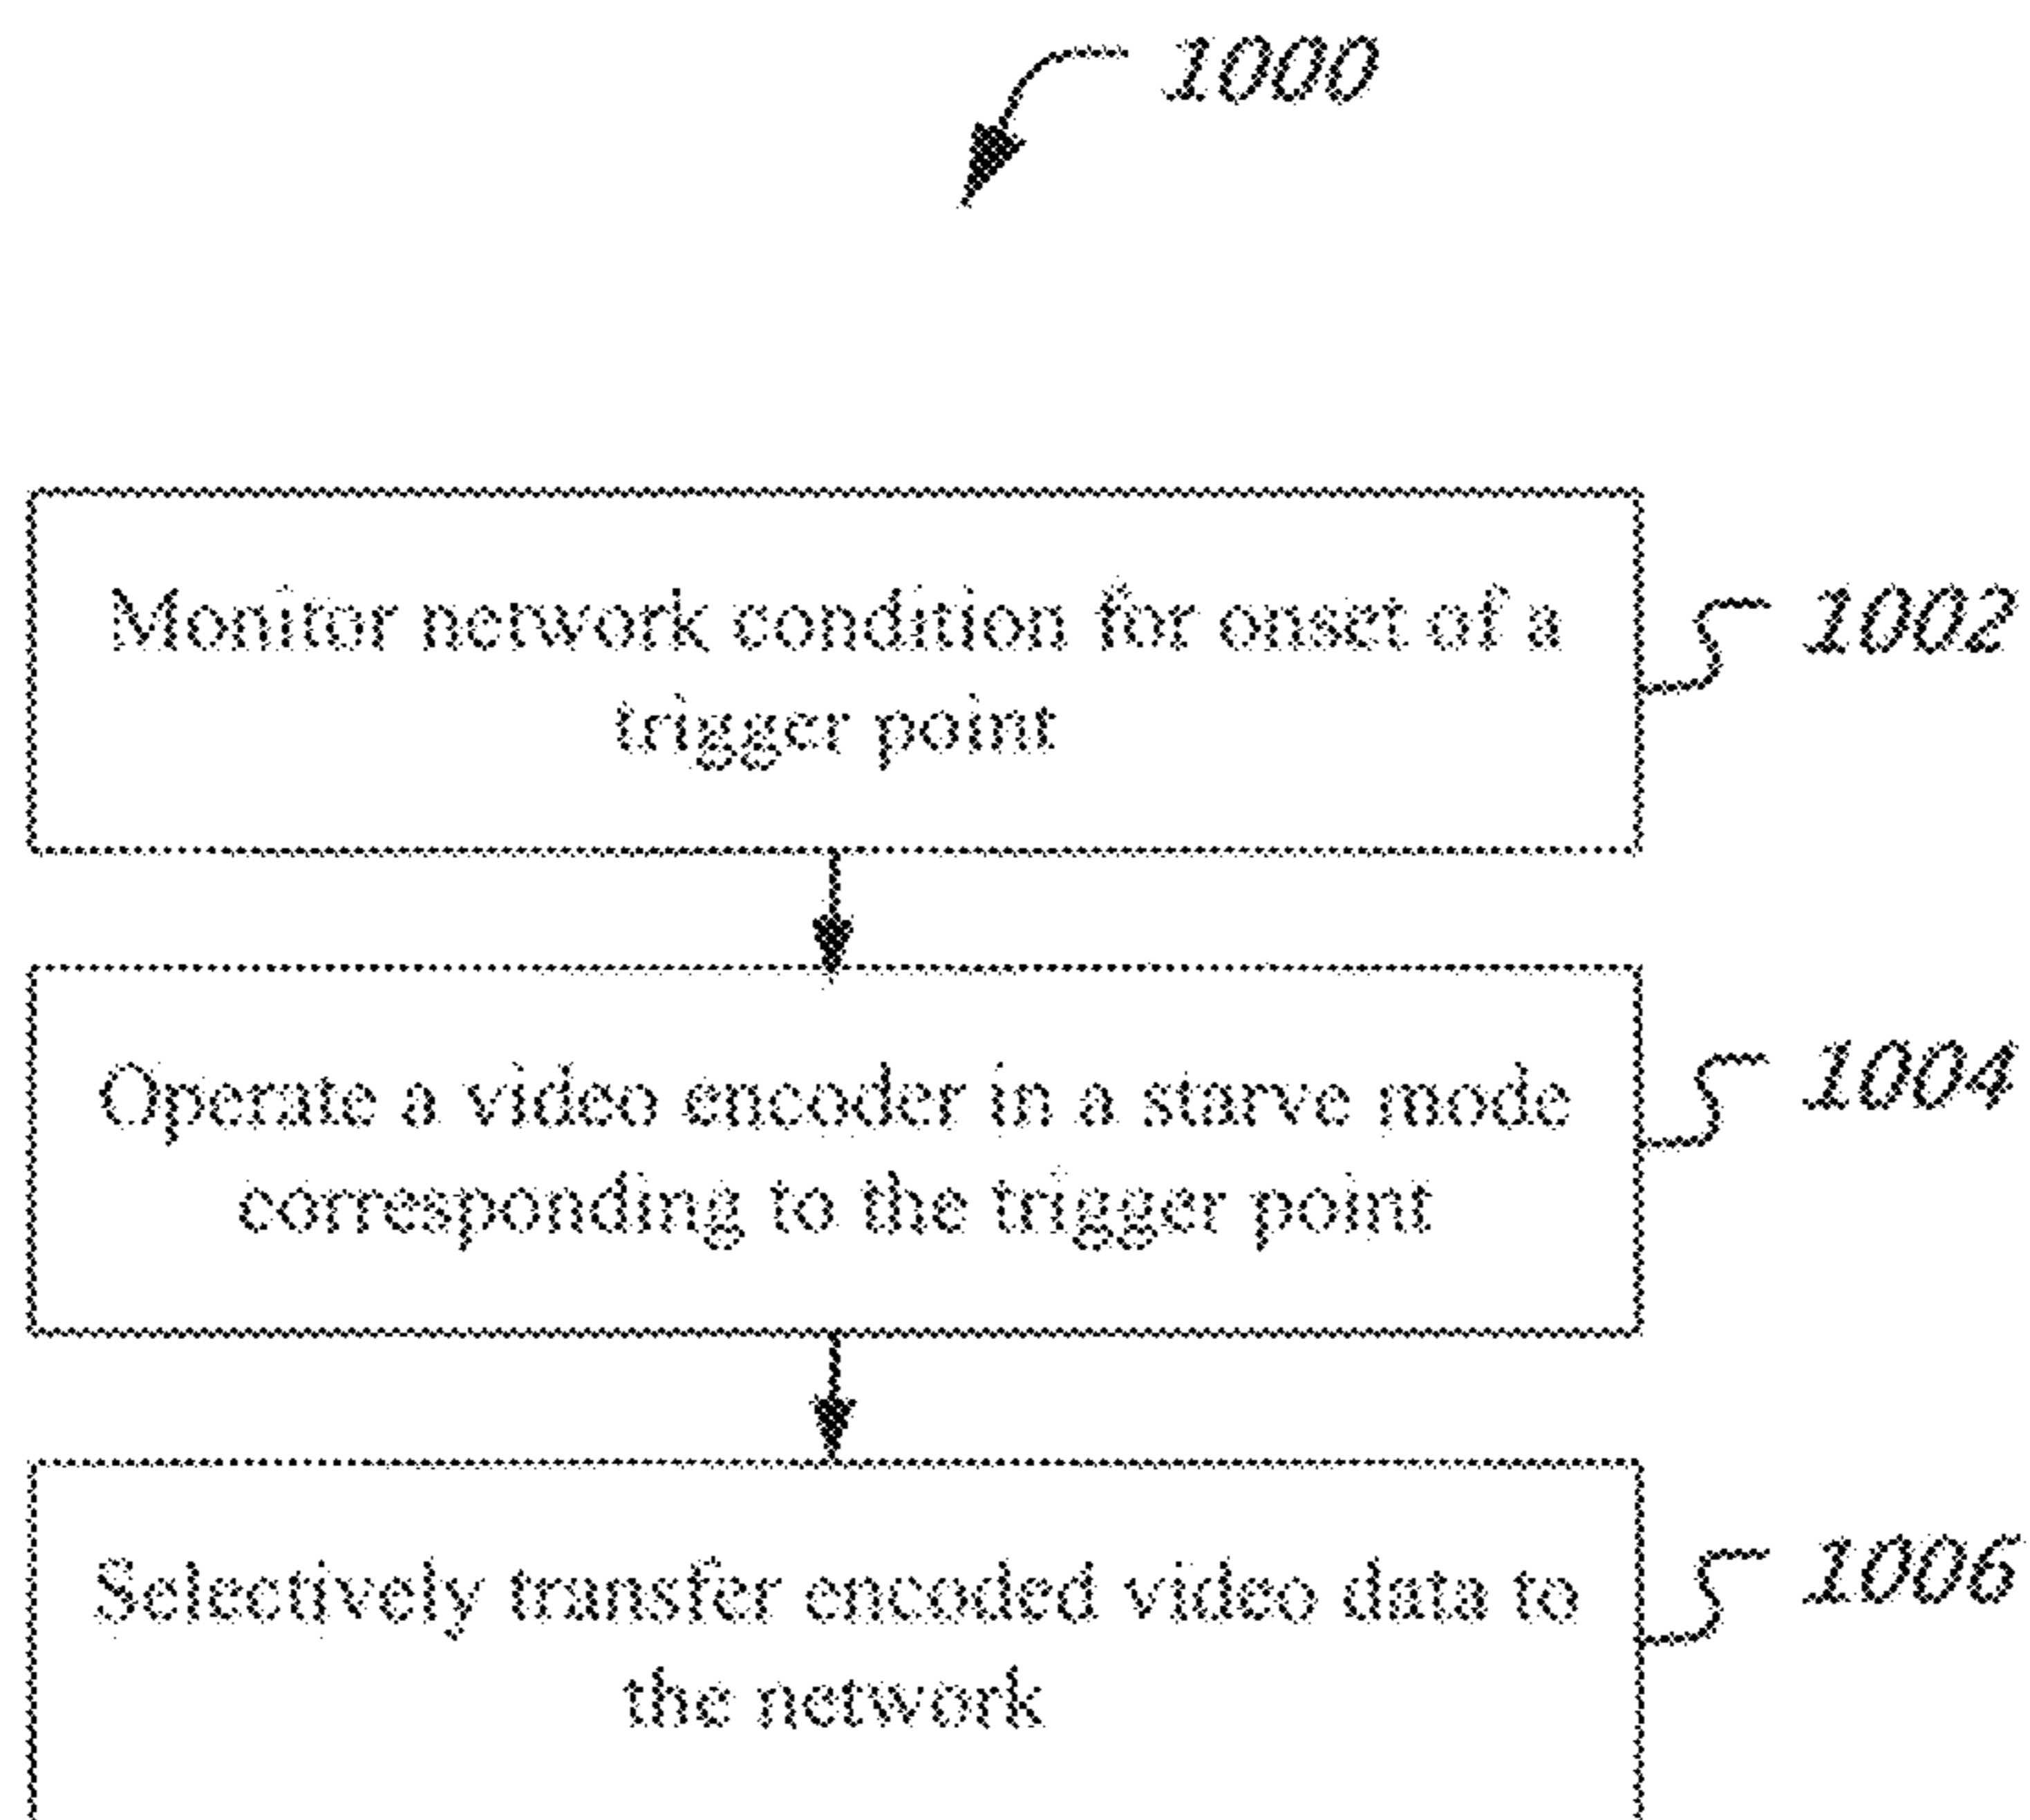 1000
Monitor network condition for onset of a
trigger point
1002
Operate a video encoder in a starve mode
corresponding to the trigger point
1004
Selectively transfer encoded video data to
the network
1006